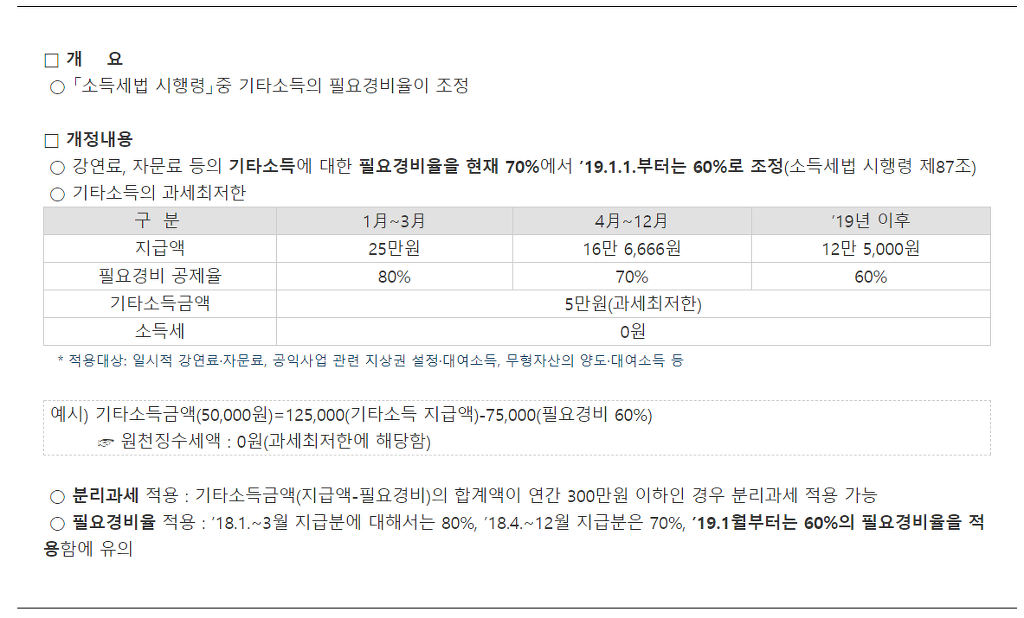 □ 개 요
○ 「소득세법 시행령」중 기타소득의 필요경비율이 조정
□ 개정내용
○ 강연료, 자문료 등의 기타소득에 대한 필요경비율을 현재 70%에서 ’19.1.1.부터는 60%로 조정(소득세법 시행령 제87조)
○ 기타소득의 과세최저한
구 분 1月~3月 4月~12月 ’19년 이후
지급액 25만원 16만 6,666원 12만 5,000원
필요경비 공제율 80% 70% 60%
기타소득금액 5만원(과세최저한)
소득세 0원
* 적용대상: 일시적 강연료·자문료, 공익사업 관련 지상권 설정·대여소득, 무형자산의 양도·대여소득 등
예시) 기타소득금액(50,000원)=125,000(기타소득 지급액)-75,000(필요경비 60%)
☞ 원천징수세액 : 0원(과세최저한에 해당함)
○ 분리과세 적용 : 기타소득금액(지급액-필요경비)의 합계액이 연간 300만원 이하인 경우 분리과세 적용 가능
○ 필요경비율 적용 : ’18.1.~3월 지급분에 대해서는 80%, ’18.4.~12월 지급분은 70%, ’19.1월부터는 60%의 필요경비율을 적
용함에 유의